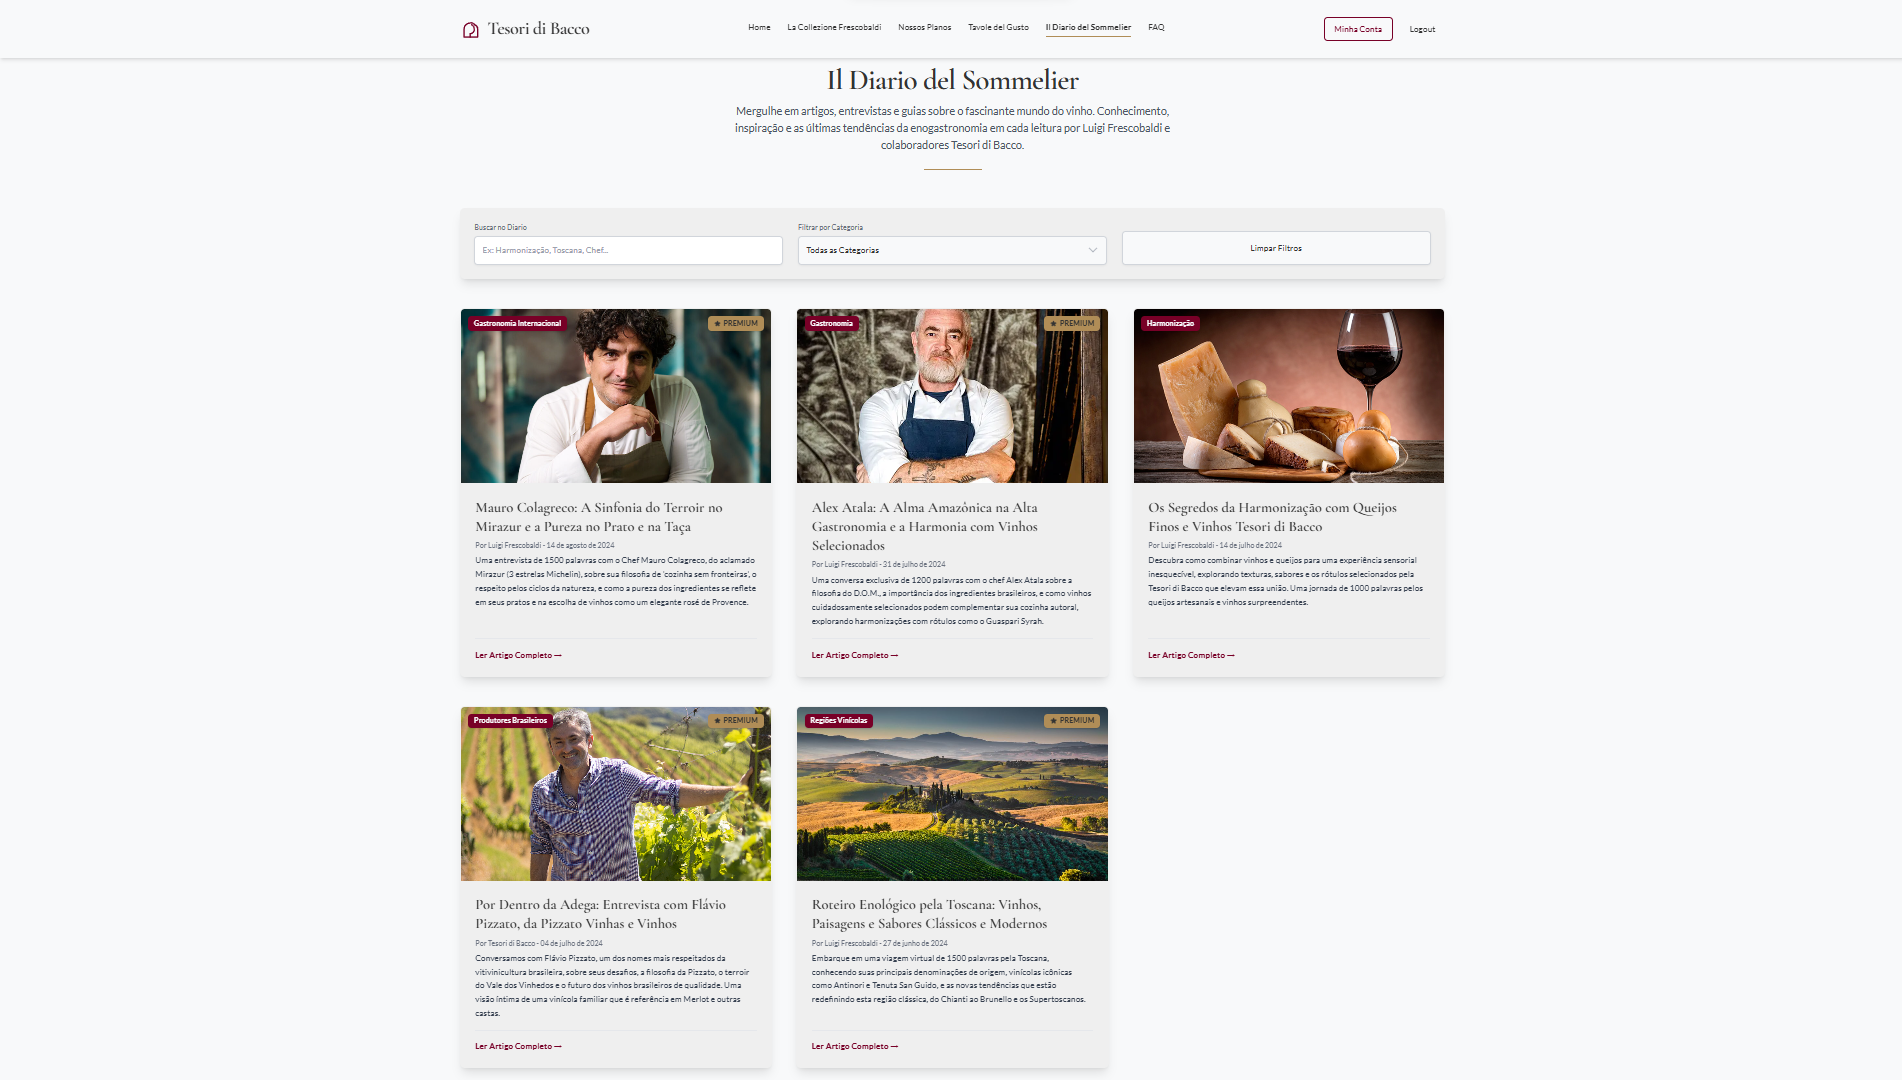 Tesori di Bacco
Home
La Collezione Frescobaldi
Nossos Planos
Tavole del Gusto
Il Diario del Sommelier
FAQ
Minha Conta
Logout
Il Diario del Sommelier
Mergulhe em artigos, entrevistas e guias sobre o fascinante mundo do vinho. Conhecimento,
inspiração e as últimas tendências da enogastronomia em cada leitura por Luigi Frescobaldi e
colaboradores Tesori di Bacco.
Buscar no Diario
Filtrar por Categoria
Ex: Harmonização, Toscana, Chef...
Todas as Categorias
Limpar Filtros
Gastronomia Internacional
★ PREMIUM
Mauro Colagreco: A Sinfonia do Terroir no
Mirazur e a Pureza no Prato e na Taça
Por Luigi Frescobaldi - 14 de agosto de 2024
Uma entrevista de 1500 palavras com o Chef Mauro Colagreco, do aclamado
Mirazur (3 estrelas Michelin), sobre sua filosofia de 'cozinha sem fronteiras', o
respeito pelos ciclos da natureza, e como a pureza dos ingredientes se reflete
em seus pratos e na escolha de vinhos como um elegante rosé de Provence.
Ler Artigo Completo →
Gastronomia
★ PREMIUM
Alex Atala: A Alma Amazônica na Alta
Gastronomia e a Harmonia com Vinhos
Selecionados
Por Luigi Frescobaldi - 31 de julho de 2024
Uma conversa exclusiva de 1200 palavras com o chef Alex Atala sobre a
filosofia do D.O.M., a importância dos ingredientes brasileiros, e como vinhos
cuidadosamente selecionados podem complementar sua cozinha autoral,
explorando harmonizações com rótulos como o Guaspari Syrah.
Ler Artigo Completo →
Harmonização
Os Segredos da Harmonização com Queijos
Finos e Vinhos Tesori di Bacco
Por Luigi Frescobaldi - 14 de julho de 2024
Descubra como combinar vinhos e queijos para uma experiência sensorial
inesquecível, explorando texturas, sabores e os rótulos selecionados pela
Tesori di Bacco que elevam essa união. Uma jornada de 1000 palavras pelos
queijos artesanais e vinhos surpreendentes.
Ler Artigo Completo →
Produtores Brasileiros
★ PREMIUM
Por Dentro da Adega: Entrevista com Flávio
Pizzato, da Pizzato Vinhas e Vinhos
Por Tesori di Bacco - 04 de julho de 2024
Conversamos com Flávio Pizzato, um dos nomes mais respeitados da
vitivinicultura brasileira, sobre seus desafios, a filosofia da Pizzato, o terroir
do Vale dos Vinhedos e o futuro dos vinhos brasileiros de qualidade. Uma
visão íntima de uma vinícola familiar que é referência em Merlot e outras
castas.
Ler Artigo Completo →
Regiões Vinícolas
★ PREMIUM
Roteiro Enológico pela Toscana: Vinhos,
Paisagens e Sabores Clássicos e Modernos
Por Luigi Frescobaldi - 27 de junho de 2024
Embarque em uma viagem virtual de 1500 palavras pela Toscana,
conhecendo suas principais denominações de origem, vinícolas icônicas
como Antinori e Tenuta San Guido, e as novas tendências que estão
redefinindo esta região clássica, do Chianti ao Brunello e os Supertoscanos.
Ler Artigo Completo →